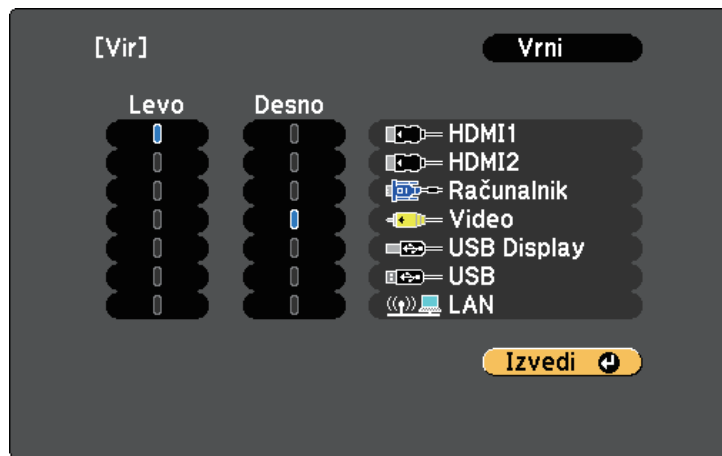 [Vir] Vrni
Levo Desno
HDMI1
HDMI2
Računalnik
Video
USB Display
USB
LAN
Izvedi